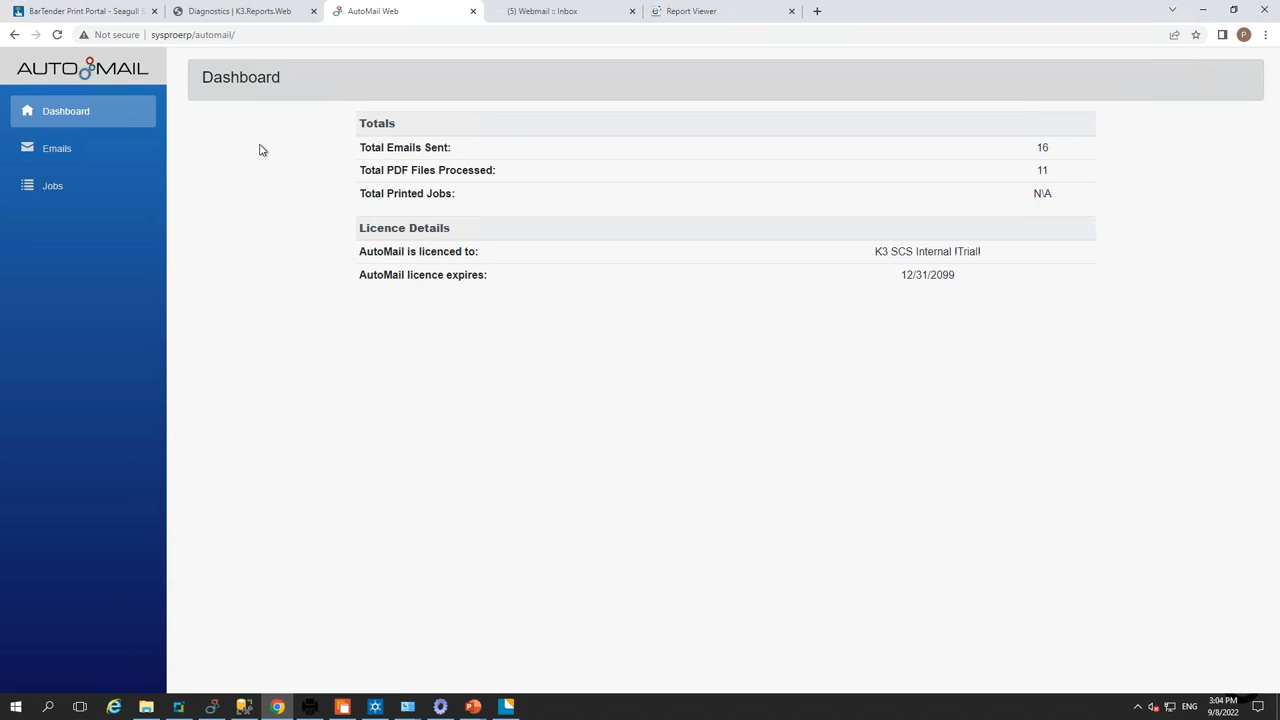 BarTender Print Portal - Seagull S
Diagnostics | K3.Reports.Web
AutoMail Web
(5) Webmail :: Inbox
Report Viewer
Not secure
sysproerp/automail/
P
AUTOMAIL
Dashboard
Dashboard
Emails
Jobs
Totals
Total Emails Sent: 16
Total PDF Files Processed: 11
Total Printed Jobs: N\A
Licence Details
AutoMail is licenced to: K3 SCS Internal !Trial!
AutoMail licence expires: 12/31/2099
ENG
3:04 PM
9/8/2022